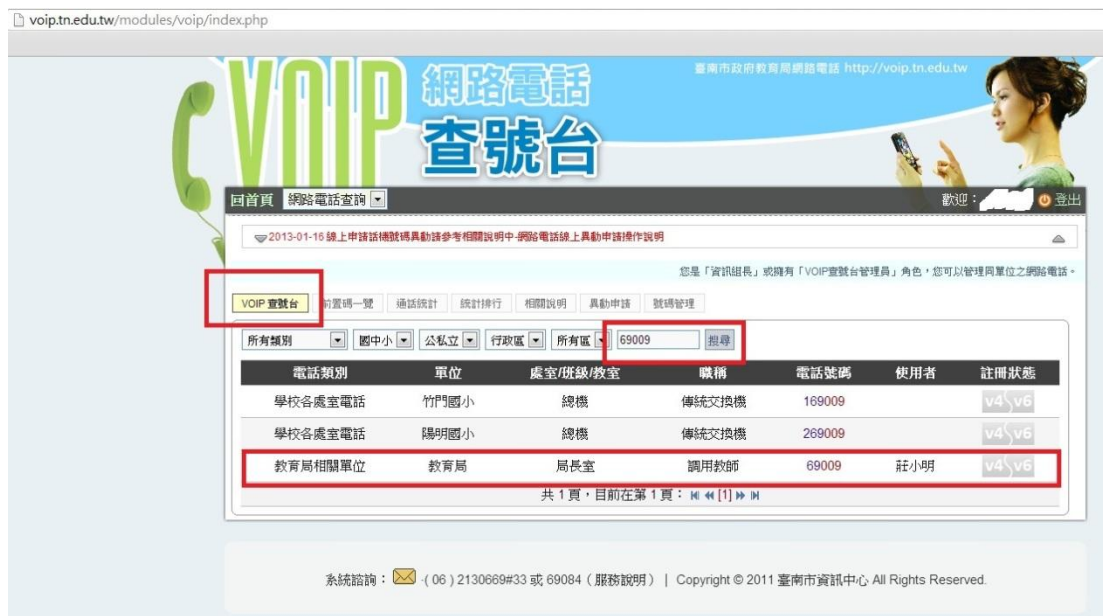 voip.tn.edu.tw/modules/voip/index.php
臺南市政府教育局網路電話 http://voip.tn.edu.tw
VOIP 網路電話
查號台
回首頁 網路電話查詢 歡迎： 登出
2013-01-16 線上申請話機號碼異動請參考相關說明中-網路電話線上異動申請操作說明
您是「資訊組長」或擁有「VOIP查號台管理員」角色，您可以管理同單位之網路電話。
VOIP 查號台 前置碼一覽 通話統計 統計排行 相關說明 異動申請 號碼管理
所有類別 國中小 公私立 行政區 所有區 69009 搜尋
電話類別 單位 處室/班級/教室 職稱 電話號碼 使用者 註冊狀態
學校各處室電話 竹門國小 總機 傳統交換機 169009 v4 v6
學校各處室電話 陽明國小 總機 傳統交換機 269009 v4 v6
教育局相關單位 教育局 局長室 調用教師 69009 莊小明 v4 v6
共 1 頁，目前在第 1 頁： [1]
系統諮詢： ‧( 06 ) 2130669#33 或 69084（服務說明） | Copyright © 2011 臺南市資訊中心 All Rights Reserved.